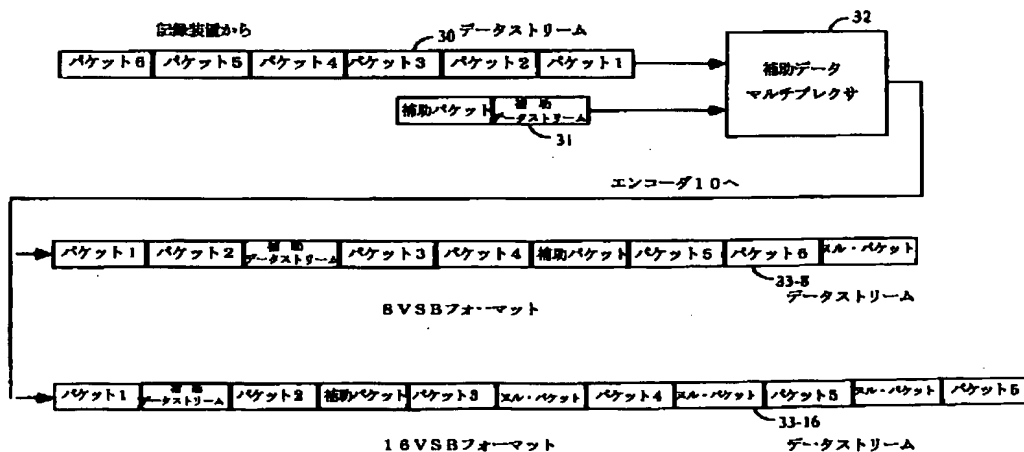 記録装置から
30 データストリーム
パケット6 パケット5 パケット4 パケット3 パケット2 パケット1
32
補助データ
マルチプレクサ
補助パケット 補助データストリーム
31
エンコーダ10へ
パケット1 パケット2 補助データストリーム パケット3 パケット4 補助パケット パケット5 パケット6 ヌル・パケット
33-8
8VSBフォーマット データストリーム
パケット1 補助データストリーム パケット2 補助パケット パケット3 ヌル・パケット パケット4 ヌル・パケット パケット5 ヌル・パケット パケット6
33-16
16VSBフォーマット データストリーム